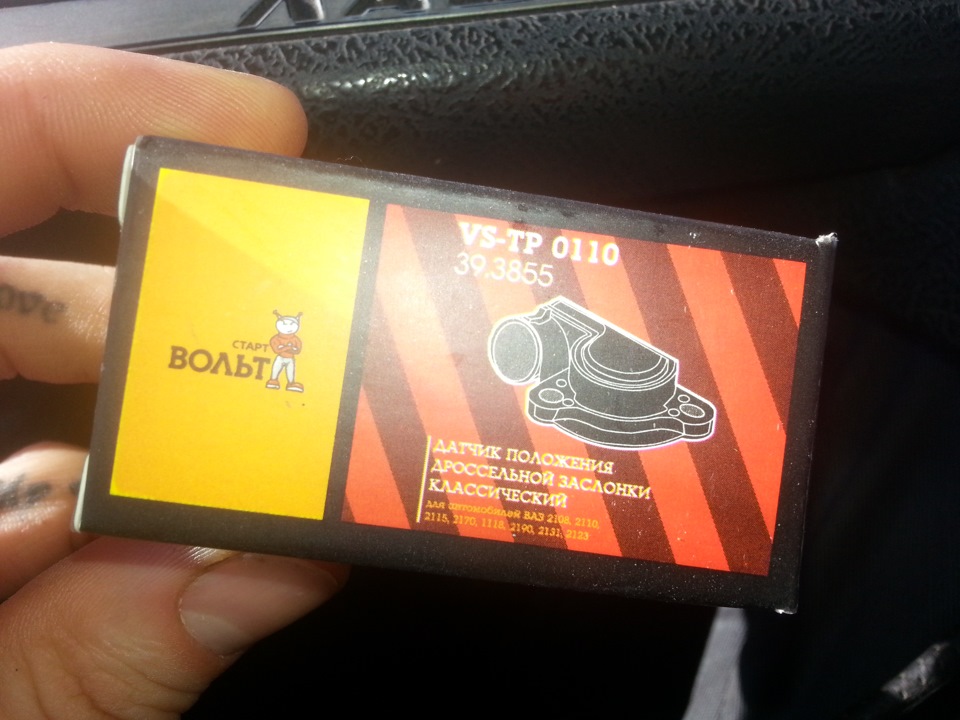 ove
СТАРТ
ВОЛЬТ
VS-TP 0110
39.3855
ДАТЧИК ПОЛОЖЕНИЯ
ДРОССЕЛЬНОЙ ЗАСЛОНКИ
КЛАССИЧЕСКИЙ
для автомобилей ВАЗ 2108, 2110,
2115, 2170, 1118, 2190, 2131, 2123